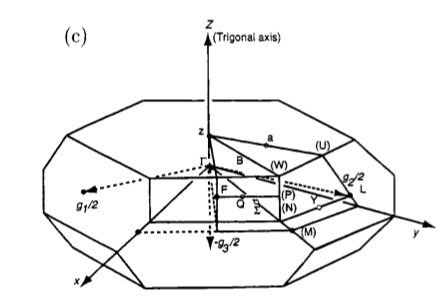 (c)
Z
(Trigonal axis)
z
a
(U)
Γ
B
(W)
g₂/2
L
F
(P)
g₁/2
Q
(N)
Y
Σ
(M)
y
-g₃/2
x